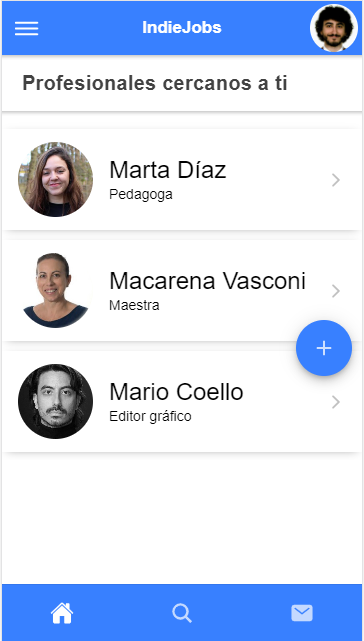 IndieJobs
Profesionales cercanos a ti
Marta Díaz
Pedagoga
Macarena Vasconi
Maestra
Mario Coello
Editor gráfico